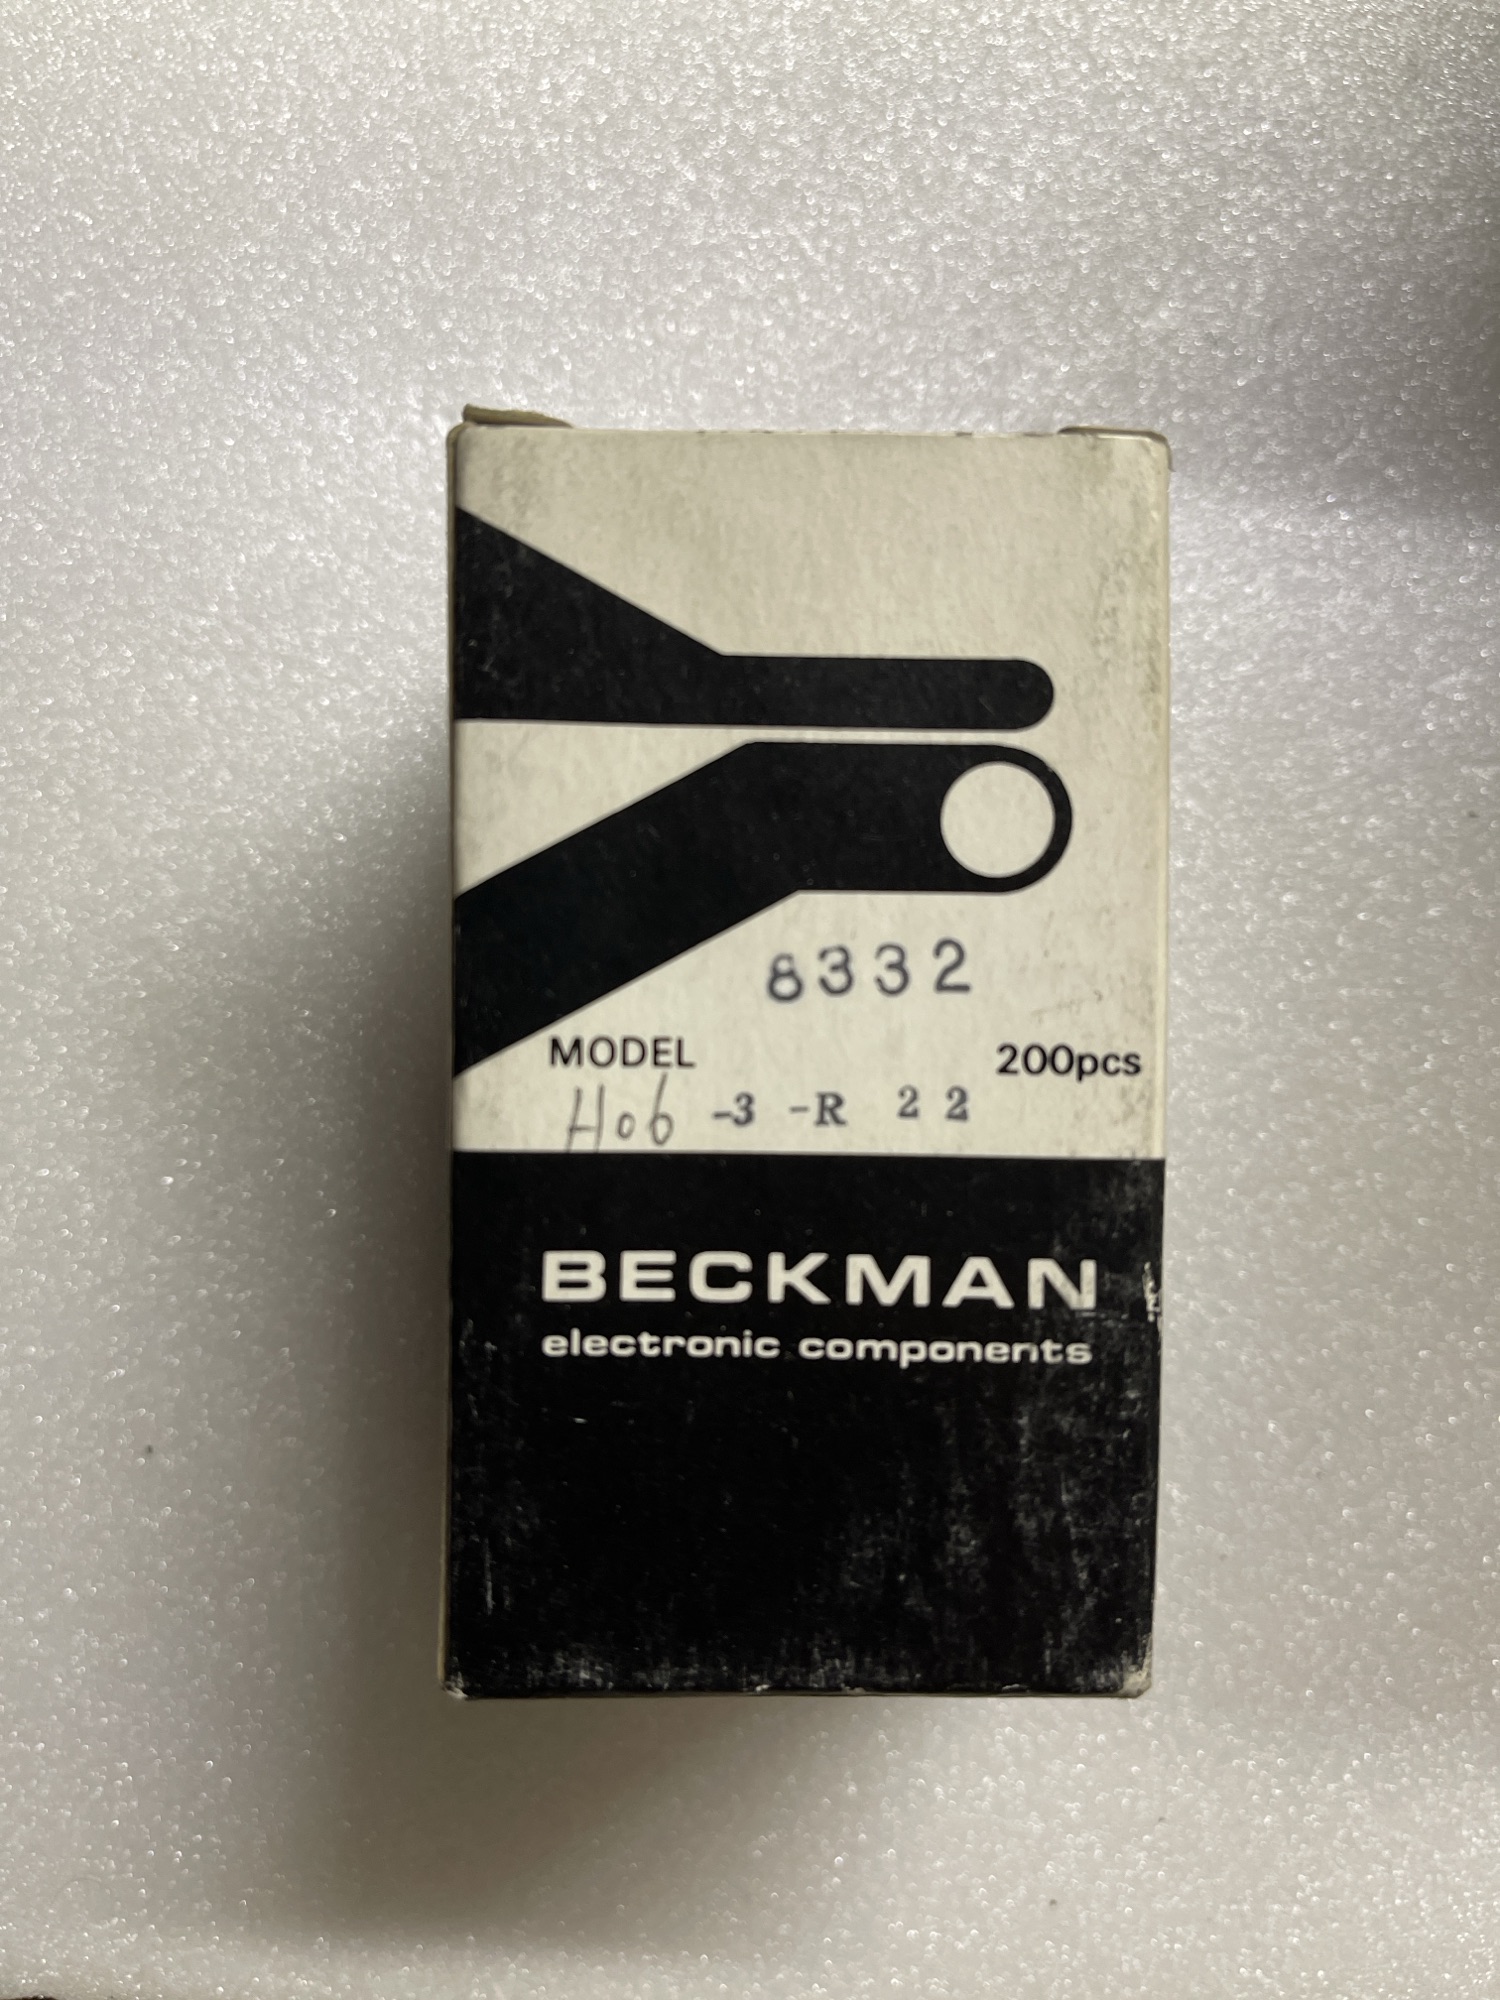 8332
MODEL 200pcs
H06 -3 -R 22
BECKMAN
electronic components